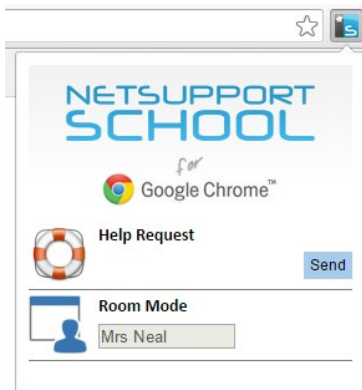 s
NETSUPPORT
SCHOOL
for
Google Chrome™
Help Request
Send
Room Mode
Mrs Neal